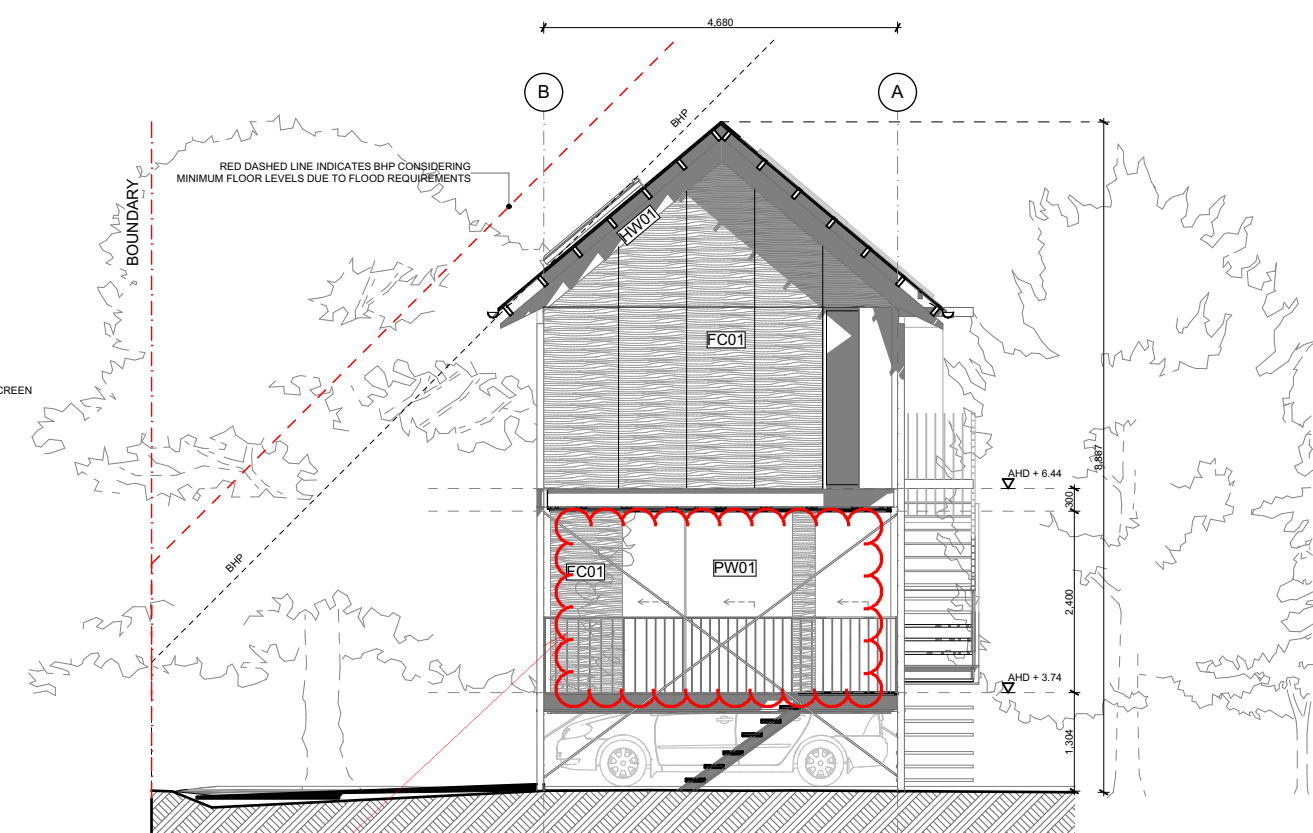 4,680
B
A
BHP
RED DASHED LINE INDICATES BHP CONSIDERING
MINIMUM FLOOR LEVELS DUE TO FLOOD REQUIREMENTS
BOUNDARY
HW01
FC01
CREEN
8,867
AHD + 6.44
300
FC01
PW01
BHP
2,400
AHD + 3.74
1,304